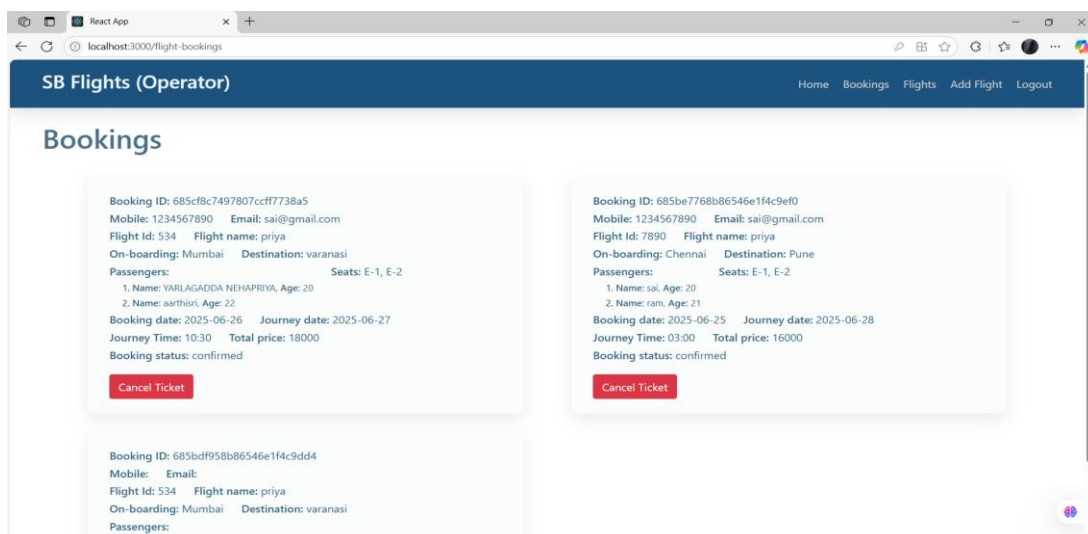 React App
localhost:3000/flight-bookings
SB Flights (Operator)
Home Bookings Flights Add Flight Logout
Bookings
Booking ID: 685cf8c7497807ccff7738a5
Mobile: 1234567890 Email: sai@gmail.com
Flight Id: 534 Flight name: priya
On-boarding: Mumbai Destination: varanasi
Passengers: Seats: E-1, E-2
1. Name: YARLAGADDA NEHAPRIYA, Age: 20
2. Name: aarthisri, Age: 22
Booking date: 2025-06-26 Journey date: 2025-06-27
Journey Time: 10:30 Total price: 18000
Booking status: confirmed
Cancel Ticket
Booking ID: 685be7768b86546e1f4c9ef0
Mobile: 1234567890 Email: sai@gmail.com
Flight Id: 7890 Flight name: priya
On-boarding: Chennai Destination: Pune
Passengers: Seats: E-1, E-2
1. Name: sai, Age: 20
2. Name: ram, Age: 21
Booking date: 2025-06-25 Journey date: 2025-06-28
Journey Time: 03:00 Total price: 16000
Booking status: confirmed
Cancel Ticket
Booking ID: 685bdf958b86546e1f4c9dd4
Mobile: Email:
Flight Id: 534 Flight name: priya
On-boarding: Mumbai Destination: varanasi
Passengers: